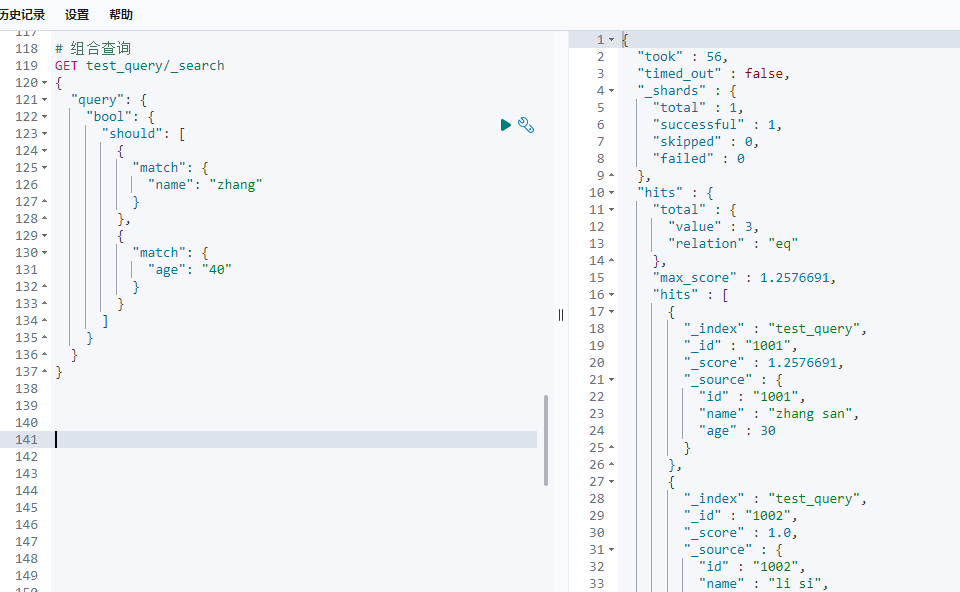 历史记录 设置 帮助
117
118 # 组合查询
119 GET test_query/_search
120 {
121 "query": {
122 "bool": {
123 "should": [
124 {
125 "match": {
126 "name": "zhang"
127 }
128 },
129 {
130 "match": {
131 "age": "40"
132 }
133 }
134 ]
135 }
136 }
137 }
138
139
140
141
142
143
144
145
146
147
148
149
150
1 {
2 "took" : 56,
3 "timed_out" : false,
4 "_shards" : {
5 "total" : 1,
6 "successful" : 1,
7 "skipped" : 0,
8 "failed" : 0
9 },
10 "hits" : {
11 "total" : {
12 "value" : 3,
13 "relation" : "eq"
14 },
15 "max_score" : 1.2576691,
16 "hits" : [
17 {
18 "_index" : "test_query",
19 "_id" : "1001",
20 "_score" : 1.2576691,
21 "_source" : {
22 "id" : "1001",
23 "name" : "zhang san",
24 "age" : 30
25 }
26 },
27 {
28 "_index" : "test_query",
29 "_id" : "1002",
30 "_score" : 1.0,
31 "_source" : {
32 "id" : "1002",
33 "name" : "li si",